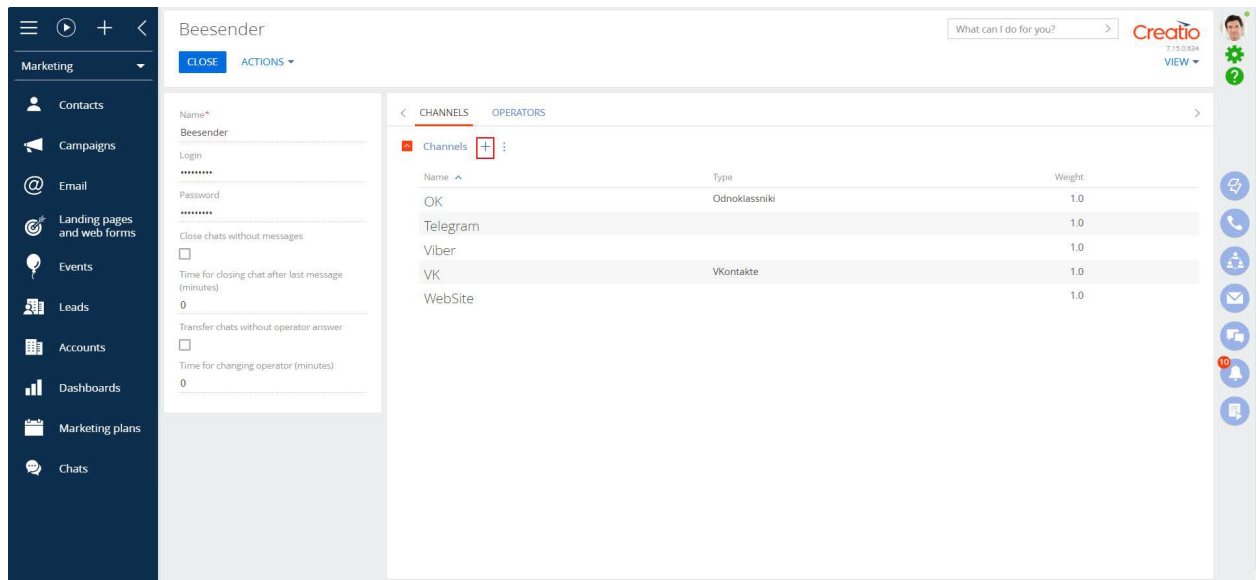 Beesender
What can I do for you?
Creatio
7.15.0.834
CLOSE
ACTIONS
VIEW
Marketing
Contacts
Campaigns
Email
Landing pages
and web forms
Events
Leads
Accounts
Dashboards
Marketing plans
Chats
Name*
Beesender
Login
•••••••••
Password
•••••••••
Close chats without messages
Time for closing chat after last message
(minutes)
0
Transfer chats without operator answer
Time for changing operator (minutes)
0
CHANNELS OPERATORS
Channels
Name Type Weight
OK Odnoklassniki 1.0
Telegram 1.0
Viber 1.0
VK VKontakte 1.0
WebSite 1.0
10